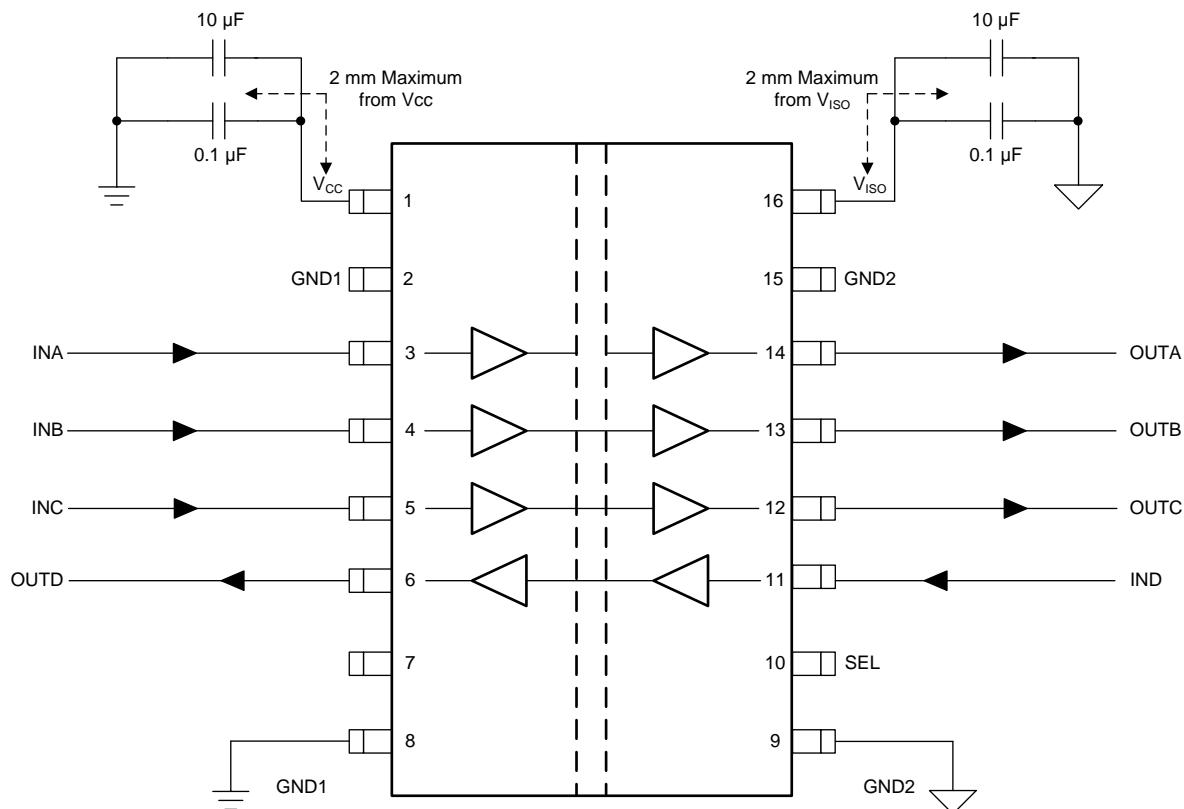 10 µF
10 µF
2 mm Maximum
from Vcc
2 mm Maximum
from VISO
0.1 µF
0.1 µF
VCC
VISO
1
16
GND1
2
15
GND2
INA
3
14
OUTA
INB
4
13
OUTB
INC
5
12
OUTC
OUTD
6
11
IND
7
10
SEL
8
9
GND1
GND2